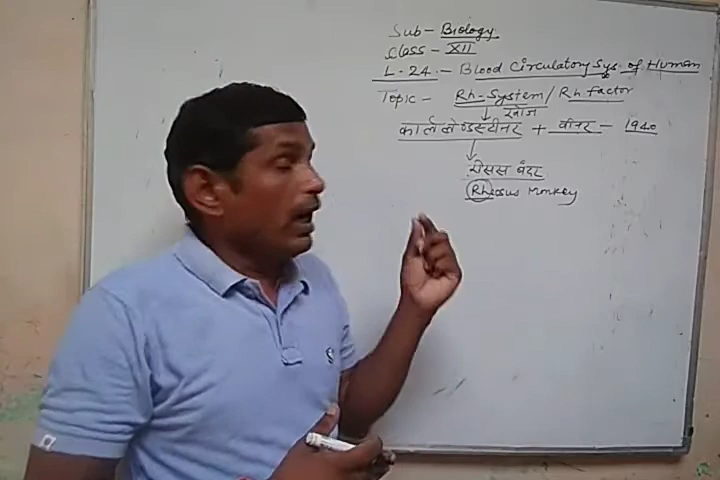 Sub- Biology
Class - XII
L-24. - Blood Circulatory Sys. of Human
Topic - Rh-System/Rh factor
खोज
कार्ल लैण्डस्टीनर + वीनर - 1940
रीसस बंदर
Rheosus Monkey